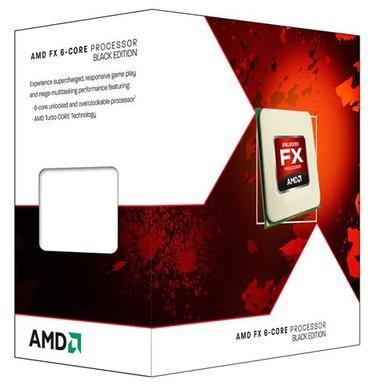 AMD FX 6-CORE PROCESSOR
BLACK EDITION
Experience supercharged, responsive game play
and mega-multitasking performance featuring:
· 6-core unlocked and overclockable processor¹
· AMD Turbo CORE Technology
UNLOCKED
FX
PROCESSOR
AMD
AMD
AMD FX 6-CORE PROCESSOR
BLACK EDITION